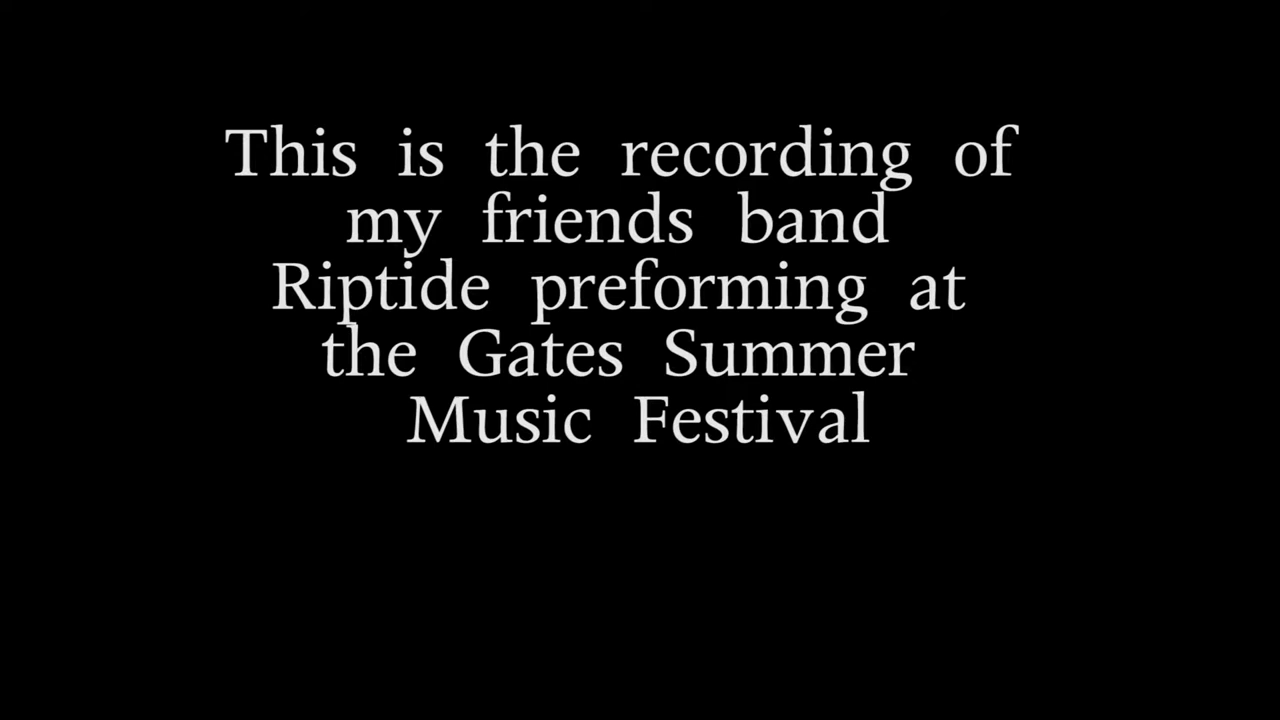 This is the recording of
my friends band
Riptide preforming at
the Gates Summer
Music Festival